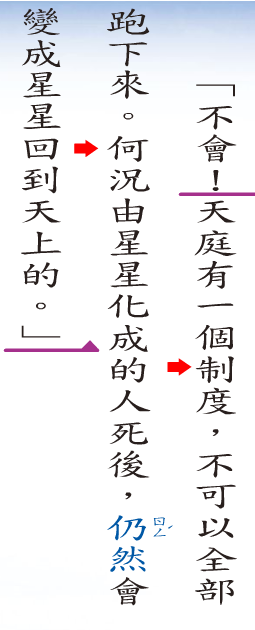 「不會！天庭有一個制度，不可以全部
跑下來。何況由星星化成的人死後，仍然會
ㄖㄥˊ
變成星星回到天上的。」